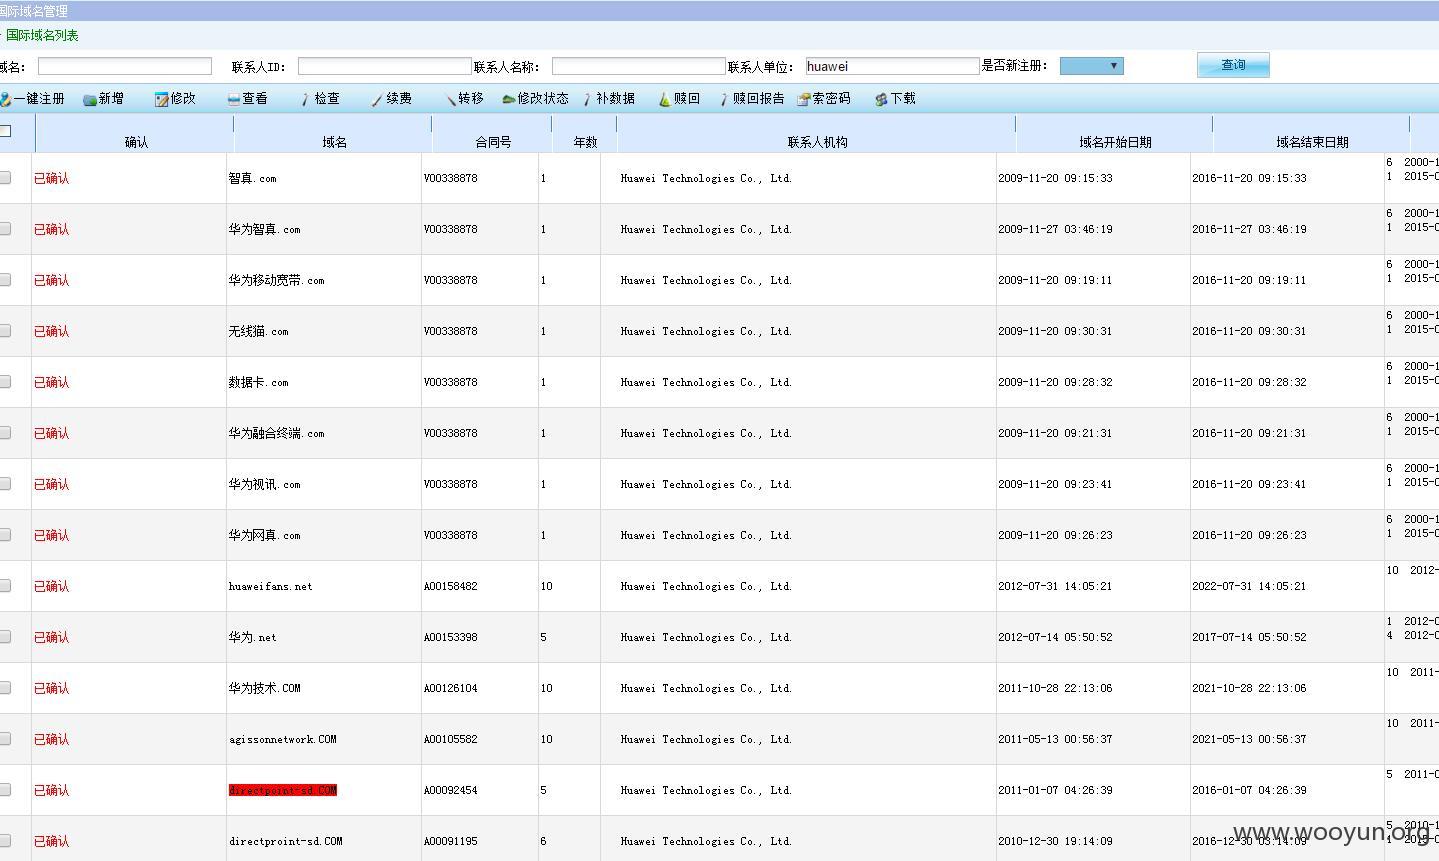 国际域名管理
国际域名列表
域名： 联系人ID： 联系人名称： 联系人单位： huawei 是否新注册： 查询
一键注册 新增 修改 查看 检查 续费 转移 修改状态 补数据 赎回 赎回报告 索密码 下载
确认 域名 合同号 年数 联系人机构 域名开始日期 域名结束日期
已确认 智真.com V00338878 1 Huawei Technologies Co., Ltd. 2009-11-20 09:15:33 2016-11-20 09:15:33 6 2000-1
1 2015-0
已确认 华为智真.com V00338878 1 Huawei Technologies Co., Ltd. 2009-11-27 03:46:19 2016-11-27 03:46:19 6 2000-1
1 2015-0
已确认 华为移动宽带.com V00338878 1 Huawei Technologies Co., Ltd. 2009-11-20 09:19:11 2016-11-20 09:19:11 6 2000-1
1 2015-0
已确认 无线猫.com V00338878 1 Huawei Technologies Co., Ltd. 2009-11-20 09:30:31 2016-11-20 09:30:31 6 2000-1
1 2015-0
已确认 数据卡.com V00338878 1 Huawei Technologies Co., Ltd. 2009-11-20 09:28:32 2016-11-20 09:28:32 6 2000-1
1 2015-0
已确认 华为融合终端.com V00338878 1 Huawei Technologies Co., Ltd. 2009-11-20 09:21:31 2016-11-20 09:21:31 6 2000-1
1 2015-0
已确认 华为视讯.com V00338878 1 Huawei Technologies Co., Ltd. 2009-11-20 09:23:41 2016-11-20 09:23:41 6 2000-1
1 2015-0
已确认 华为网真.com V00338878 1 Huawei Technologies Co., Ltd. 2009-11-20 09:26:23 2016-11-20 09:26:23 6 2000-1
1 2015-0
已确认 huaweifans.net A00158482 10 Huawei Technologies Co., Ltd. 2012-07-31 14:05:21 2022-07-31 14:05:21 10 2012-
已确认 华为.net A00153398 5 Huawei Technologies Co., Ltd. 2012-07-14 05:50:52 2017-07-14 05:50:52 1 2012-0
4 2012-0
已确认 华为技术.COM A00126104 10 Huawei Technologies Co., Ltd. 2011-10-28 22:13:06 2021-10-28 22:13:06 10 2011-
已确认 agissonnetwork.COM A00105582 10 Huawei Technologies Co., Ltd. 2011-05-13 00:56:37 2021-05-13 00:56:37 10 2011-
已确认 directpoint-sd.COM A00092454 5 Huawei Technologies Co., Ltd. 2011-01-07 04:26:39 2016-01-07 04:26:39 5 2011-0
已确认 directproint-sd.COM A00091195 6 Huawei Technologies Co., Ltd. 2010-12-30 19:14:09 2016-12-30 03:14:09 5 2010-1
www.wooyun.org